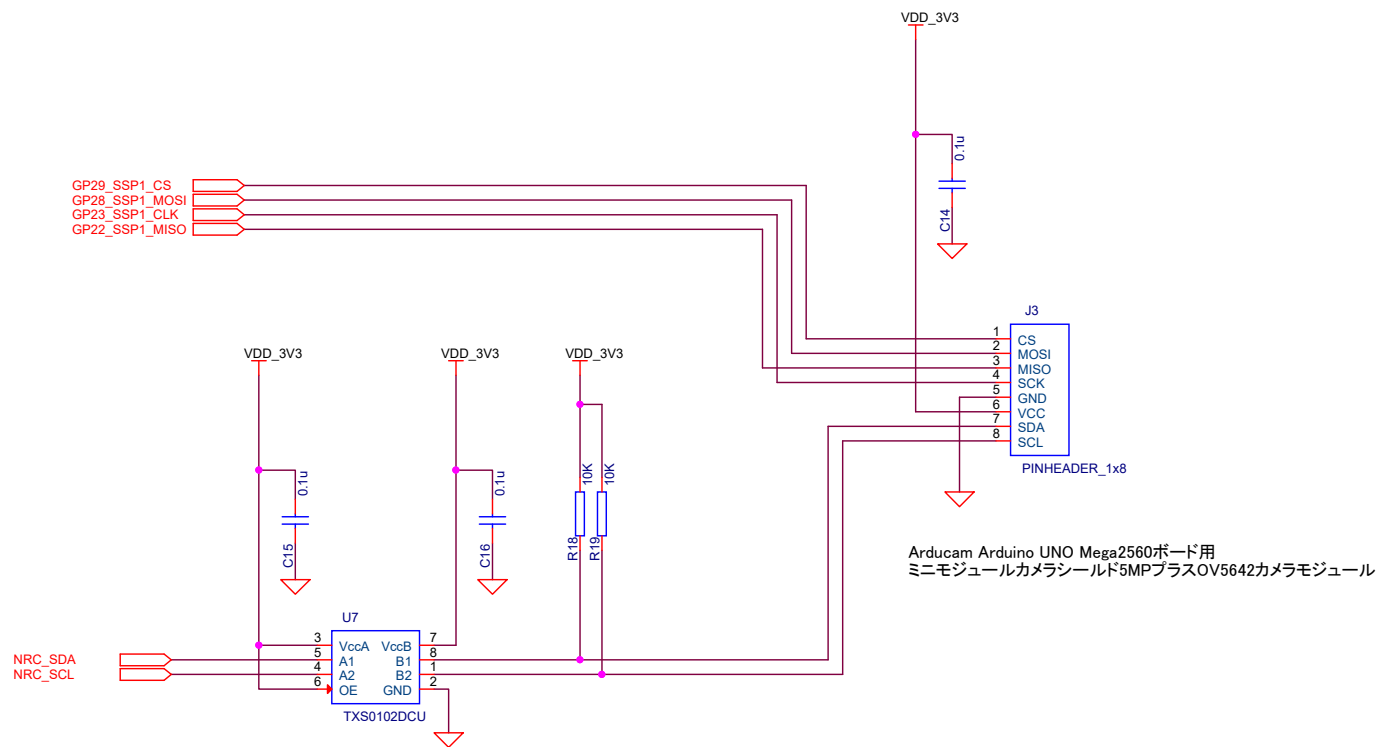 VDD_3V3
0.1u
C14
GP29_SSP1_CS
GP28_SSP1_MOSI
GP23_SSP1_CLK
GP22_SSP1_MISO
J3
1 CS
2 MOSI
3 MISO
4 SCK
5 GND
6 VCC
7 SDA
8 SCL
PINHEADER_1x8
VDD_3V3
VDD_3V3
VDD_3V3
0.1u
C15
0.1u
C16
10K
R18
10K
R19
Arducam Arduino UNO Mega2560ボード用
ミニモジュールカメラシールド5MPプラスOV5642カメラモジュール
U7
3 VccA VccB 7
5 A1 B1 8
4 A2 B2 1
6 OE GND 2
TXS0102DCU
NRC_SDA
NRC_SCL